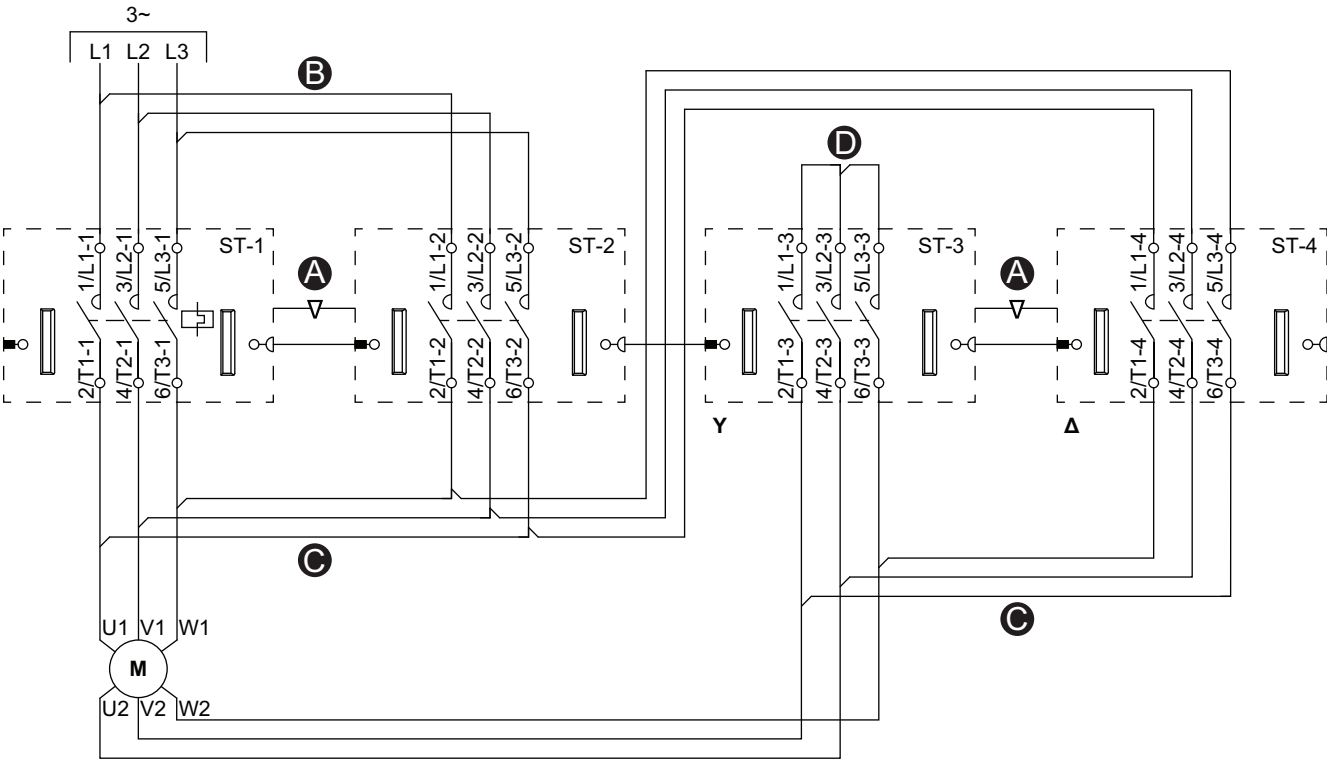 3~
L1 L2 L3
B
D
1/L1-1 3/L2-1 5/L3-1 ST-1
A
1/L1-2 3/L2-2 5/L3-2 ST-2
1/L1-3 3/L2-3 5/L3-3 ST-3
A
1/L1-4 3/L2-4 5/L3-4 ST-4
2/T1-1 4/T2-1 6/T3-1
2/T1-2 4/T2-2 6/T3-2
2/T1-3 4/T2-3 6/T3-3
2/T1-4 4/T2-4 6/T3-4
Y
Δ
C
C
U1 V1 W1
M
U2 V2 W2